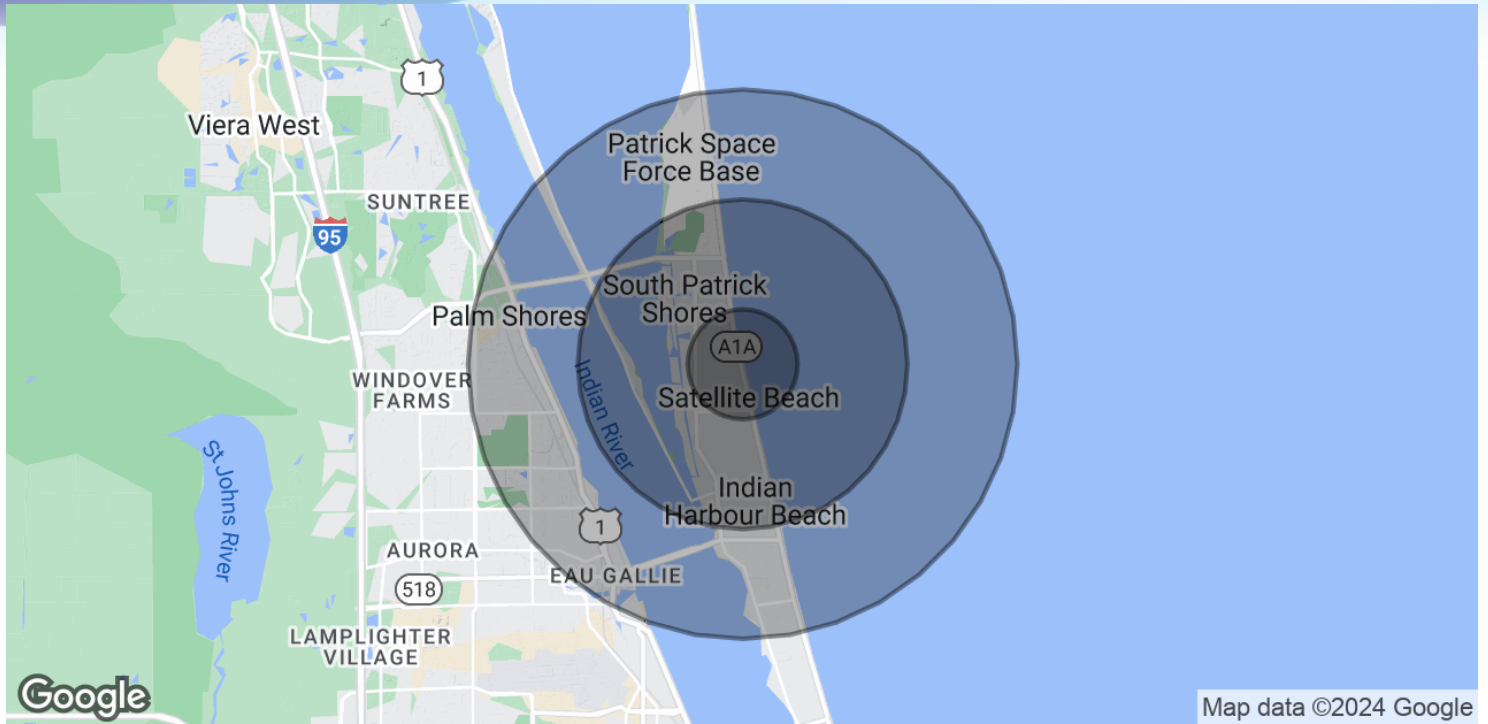 1
Viera West
Patrick Space
Force Base
SUNTREE
95
South Patrick
Shores
Palm Shores
A1A
WINDOVER
FARMS
Indian River
Satellite Beach
St Johns River
Indian
Harbour Beach
1
AURORA
EAU GALLIE
518
LAMPLIGHTER
VILLAGE
Google
Map data ©2024 Google